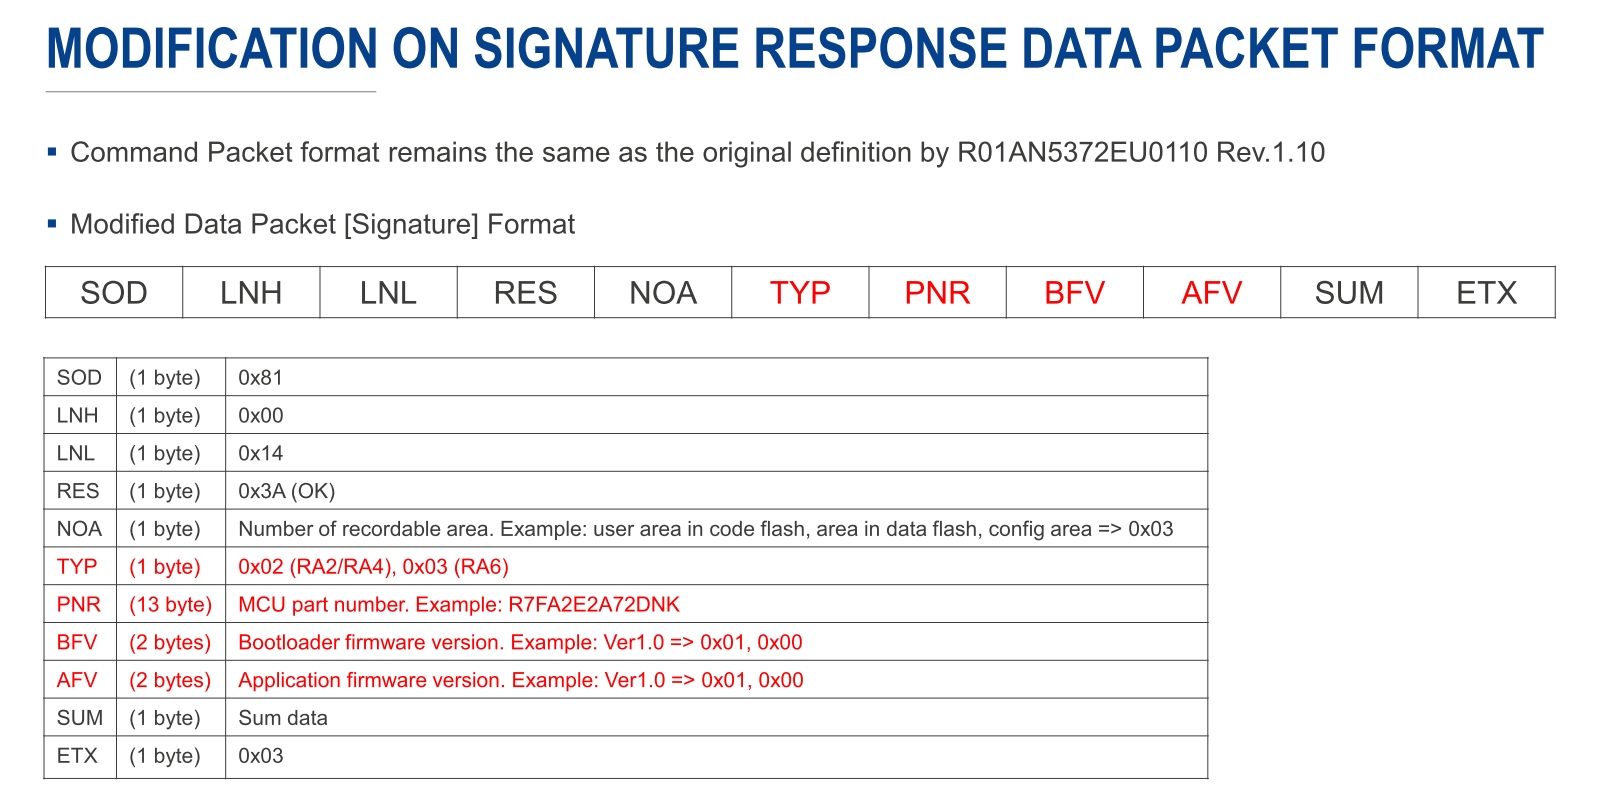 MODIFICATION ON SIGNATURE RESPONSE DATA PACKET FORMAT
▪ Command Packet format remains the same as the original definition by R01AN5372EU0110 Rev.1.10
▪ Modified Data Packet [Signature] Format
SOD LNH LNL RES NOA TYP PNR BFV AFV SUM ETX
SOD (1 byte) 0x81
LNH (1 byte) 0x00
LNL (1 byte) 0x14
RES (1 byte) 0x3A (OK)
NOA (1 byte) Number of recordable area. Example: user area in code flash, area in data flash, config area => 0x03
TYP (1 byte) 0x02 (RA2/RA4), 0x03 (RA6)
PNR (13 byte) MCU part number. Example: R7FA2E2A72DNK
BFV (2 bytes) Bootloader firmware version. Example: Ver1.0 => 0x01, 0x00
AFV (2 bytes) Application firmware version. Example: Ver1.0 => 0x01, 0x00
SUM (1 byte) Sum data
ETX (1 byte) 0x03